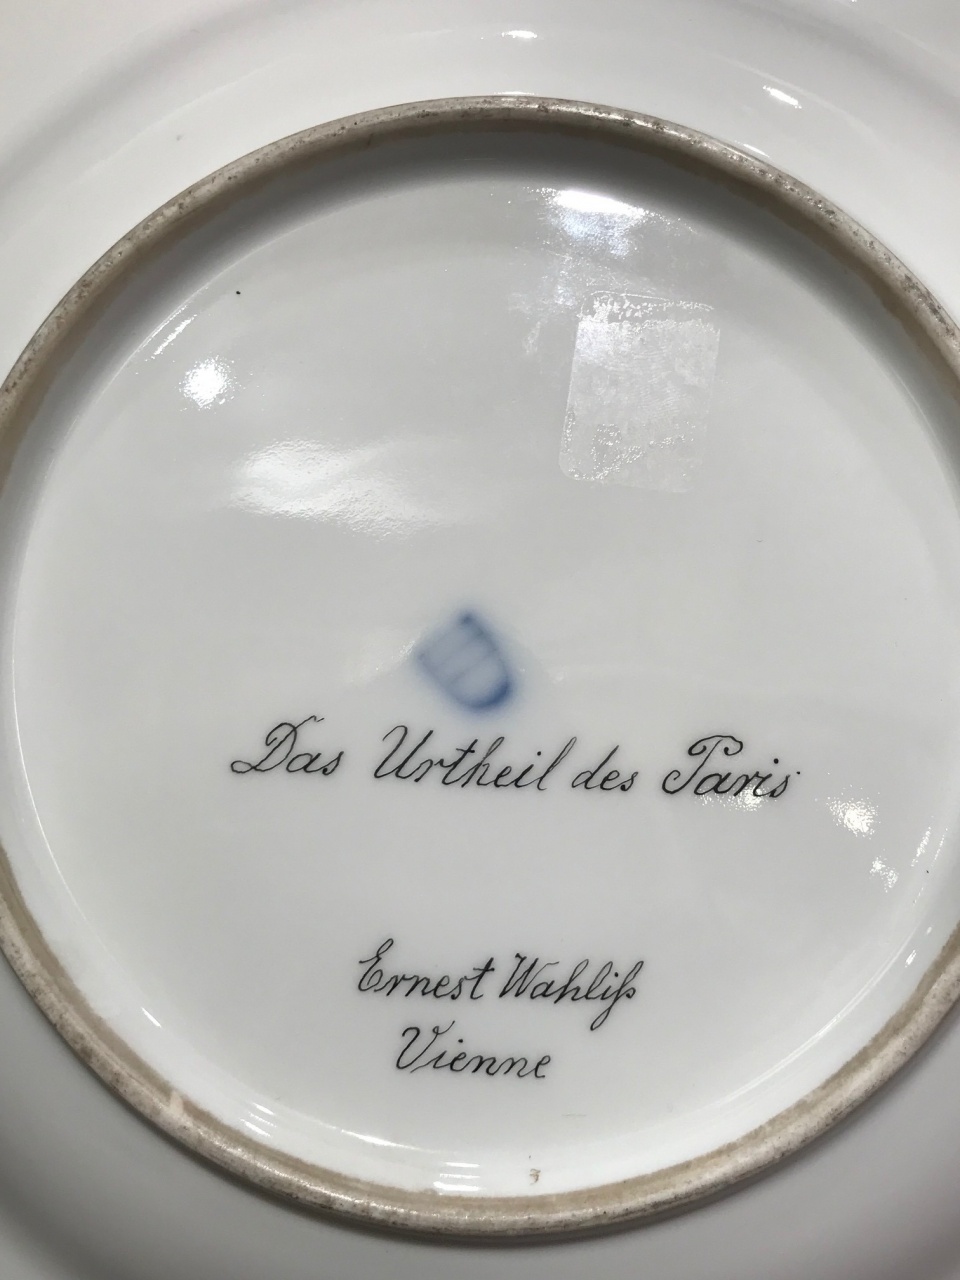 Das Urtheil des Paris
Ernest Wahliß
Vienne